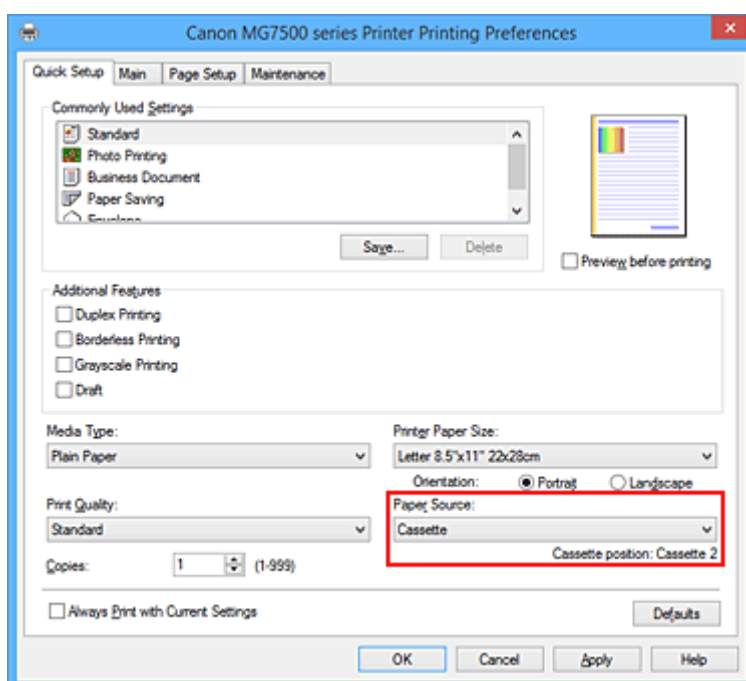 Canon MG7500 series Printer Printing Preferences
Quick Setup Main Page Setup Maintenance
Commonly Used Settings
Standard
Photo Printing
Business Document
Paper Saving
Envelope
Save... Delete
Preview before printing
Additional Features
Duplex Printing
Borderless Printing
Grayscale Printing
Draft
Media Type:
Plain Paper
Printer Paper Size:
Letter 8.5"x11" 22x28cm
Orientation: Portrait Landscape
Print Quality:
Standard
Paper Source:
Cassette
Cassette position: Cassette 2
Copies: 1 (1-999)
Always Print with Current Settings
Defaults
OK Cancel Apply Help